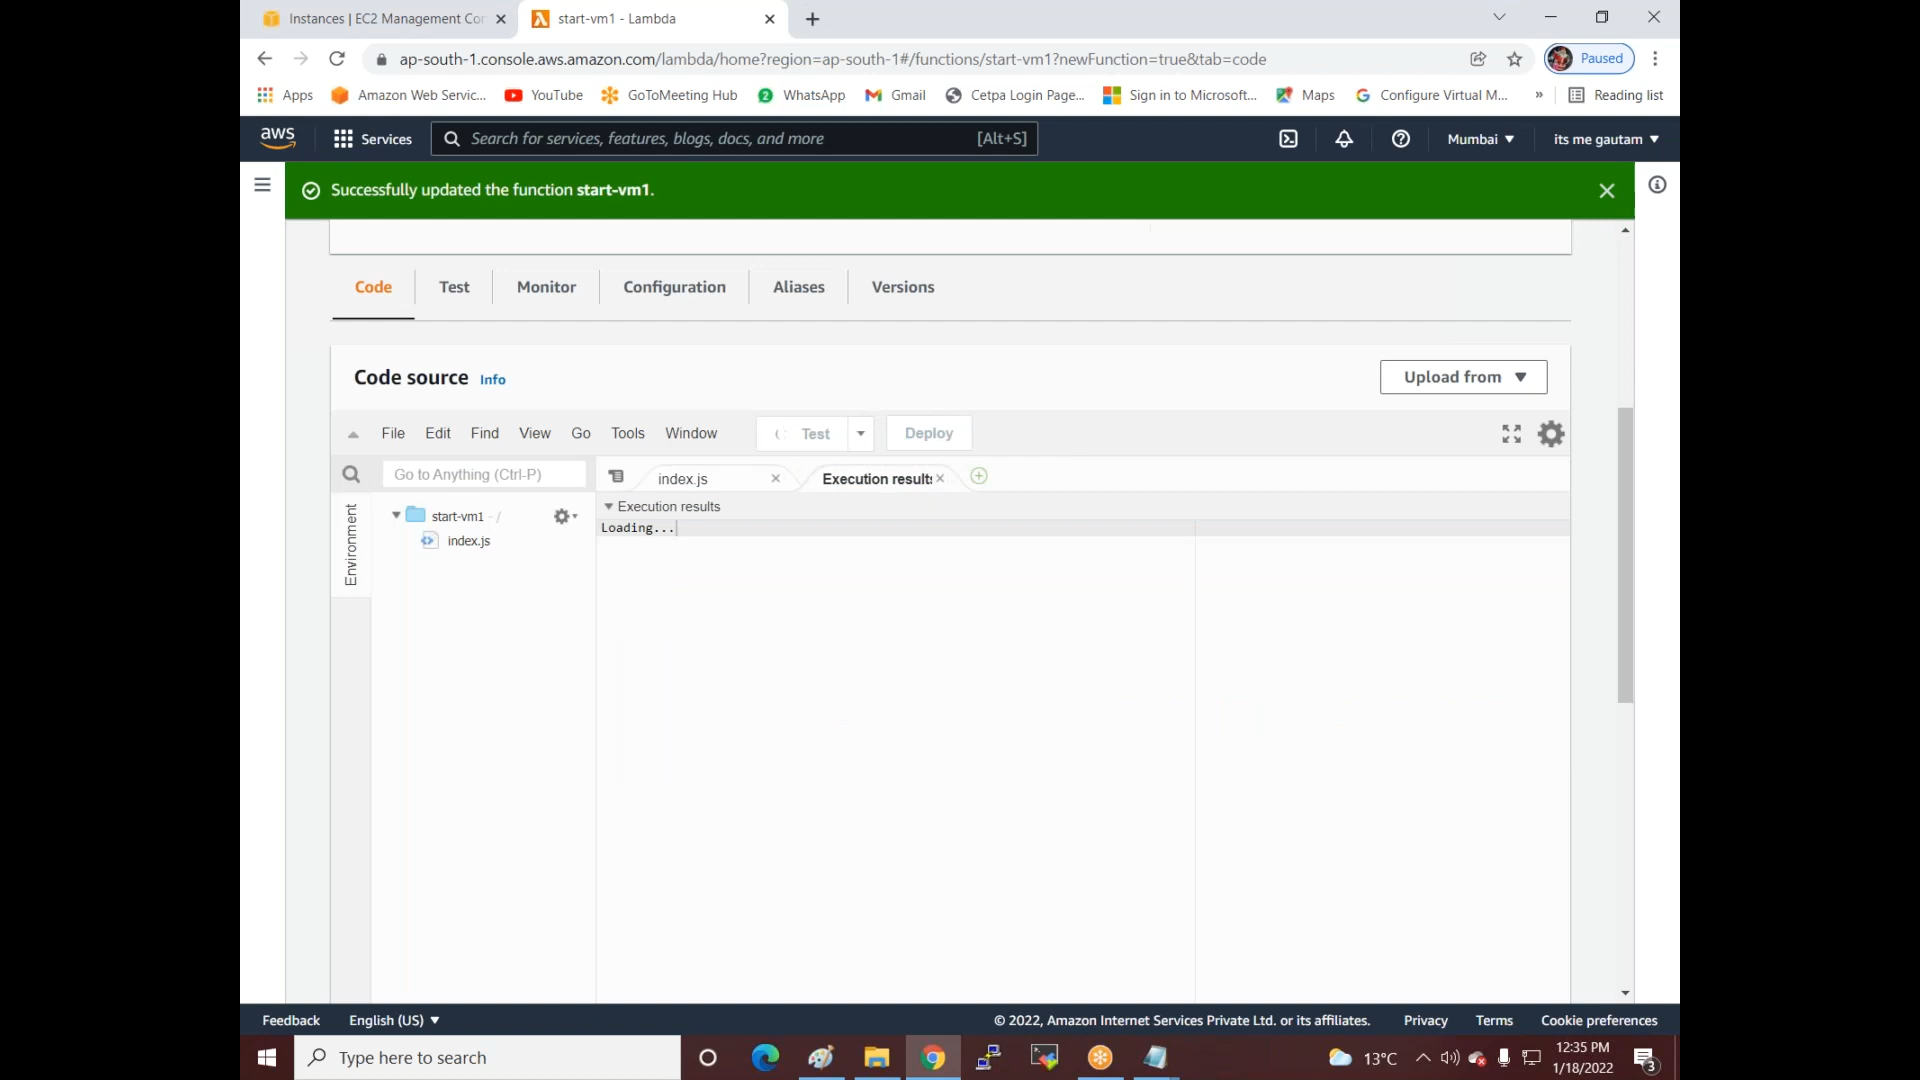 Instances | EC2 Management Con
start-vm1 - Lambda
ap-south-1.console.aws.amazon.com/lambda/home?region=ap-south-1#/functions/start-vm1?newFunction=true&tab=code
Paused
Apps
Amazon Web Servic...
YouTube
GoToMeeting Hub
2
WhatsApp
Gmail
Cetpa Login Page...
Sign in to Microsoft...
Maps
Configure Virtual M...
»
Reading list
aws
Services
Search for services, features, blogs, docs, and more
[Alt+S]
Mumbai ▼
its me gautam ▼
Successfully updated the function start-vm1.
Code
Test
Monitor
Configuration
Aliases
Versions
Code source
Info
Upload from ▼
File
Edit
Find
View
Go
Tools
Window
Test
Deploy
Go to Anything (Ctrl-P)
index.js
Execution results
Environment
start-vm1 - /
index.js
Execution results
Loading...
Feedback
English (US) ▼
© 2022, Amazon Internet Services Private Ltd. or its affiliates.
Privacy
Terms
Cookie preferences
Type here to search
13°C
12:35 PM
1/18/2022
3